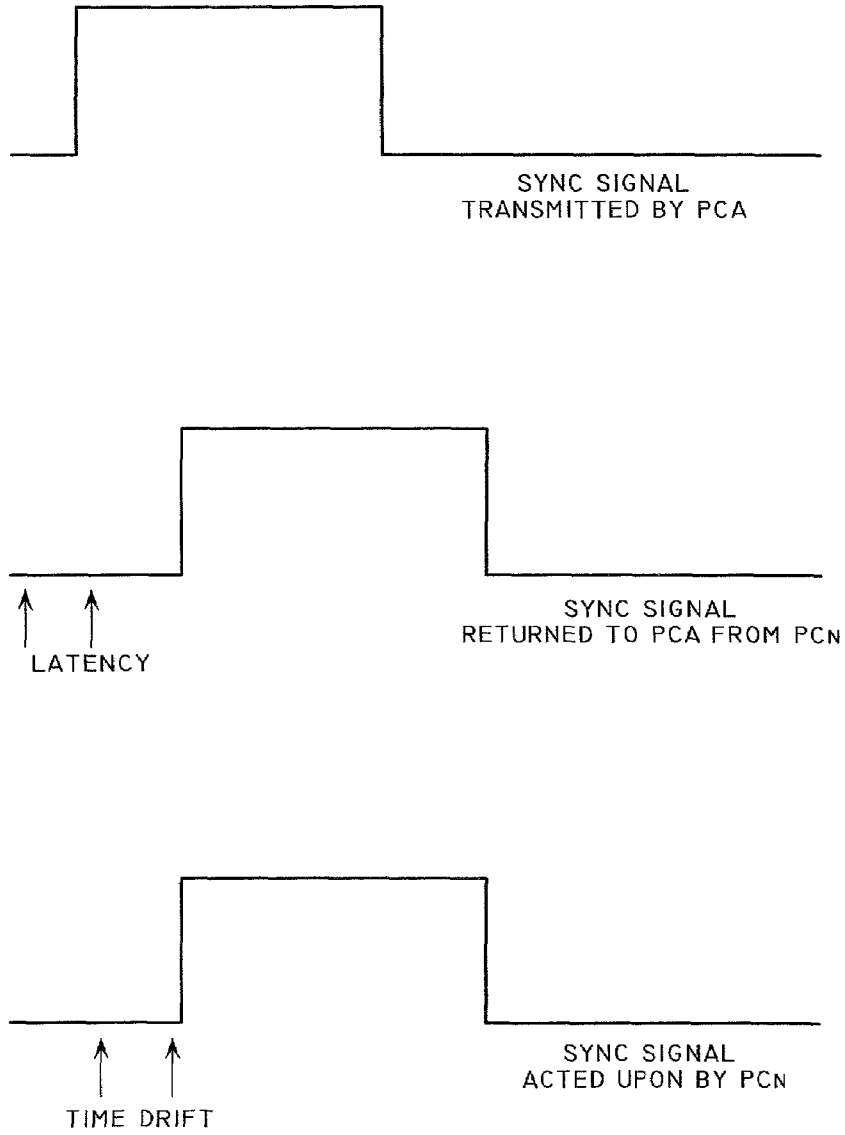 SYNC SIGNAL
TRANSMITTED BY PCA
SYNC SIGNAL
RETURNED TO PCA FROM PCN
LATENCY
SYNC SIGNAL
ACTED UPON BY PCN
TIME DRIFT